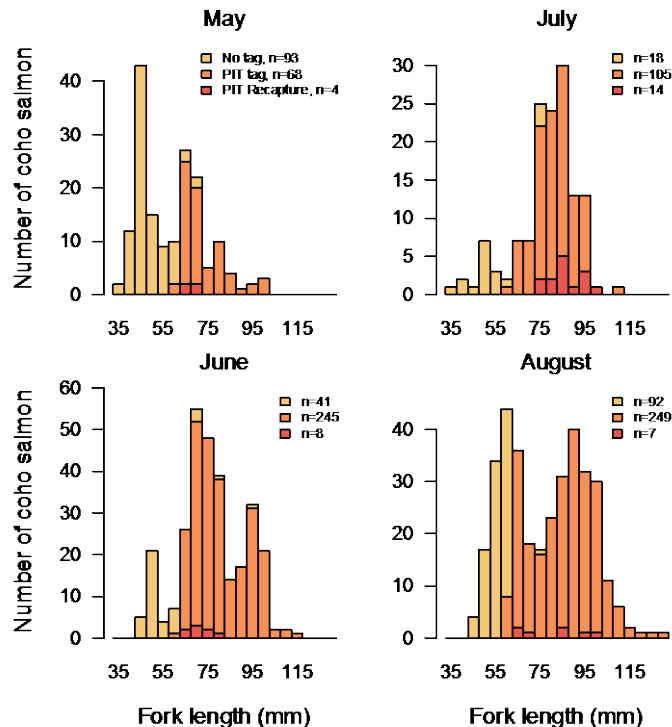 May
No tag, n=93
PIT tag, n=68
PIT Recapture, n=4
Number of coho salmon
40
30
20
10
0
35 55 75 95 115
July
n=18
n=105
n=14
30
25
20
15
10
5
0
35 55 75 95 115
June
n=41
n=245
n=8
Number of coho salmon
60
50
40
30
20
10
0
35 55 75 95 115
Fork length (mm)
August
n=92
n=249
n=7
40
30
20
10
0
35 55 75 95 115
Fork length (mm)